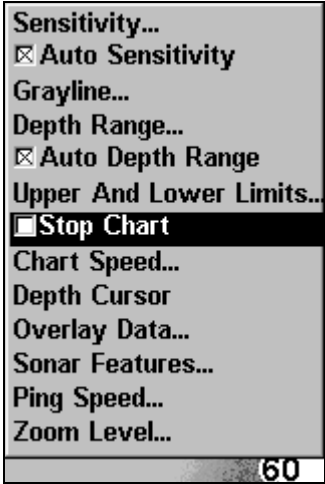 Sensitivity...
Auto Sensitivity
Grayline...
Depth Range...
Auto Depth Range
Upper And Lower Limits...
Stop Chart
Chart Speed...
Depth Cursor
Overlay Data...
Sonar Features...
Ping Speed...
Zoom Level...
60